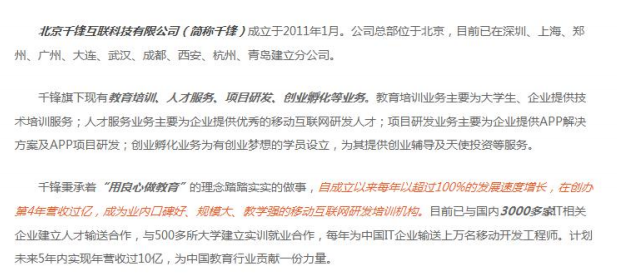 北京千锋互联科技有限公司（简称千锋）成立于2011年1月。公司总部位于北京，目前已在深圳、上海、郑
州、广州、大连、武汉、成都、西安、杭州、青岛建立分公司。
千锋旗下现有教育培训、人才服务、项目研发、创业孵化等业务。教育培训业务主要为大学生、企业提供技
术培训服务；人才服务业务主要为企业提供优秀的移动互联网研发人才；项目研发业务主要为企业提供APP解决
方案及APP项目研发；创业孵化业务为有创业梦想的学员设立，为其提供创业辅导及天使投资等服务。
千锋秉承着“用良心做教育”的理念踏踏实实的做事，自成立以来每年以超过100%的发展速度增长，在创办
第4年营收过亿，成为业内口碑好、规模大、教学强的移动互联网研发培训机构。目前已与国内3000多家IT相关
企业建立人才输送合作，与500多所大学建立实训就业合作，每年为中国IT企业输送上万名移动开发工程师。计划
未来5年内实现年营收过10亿，为中国教育行业贡献一份力量。